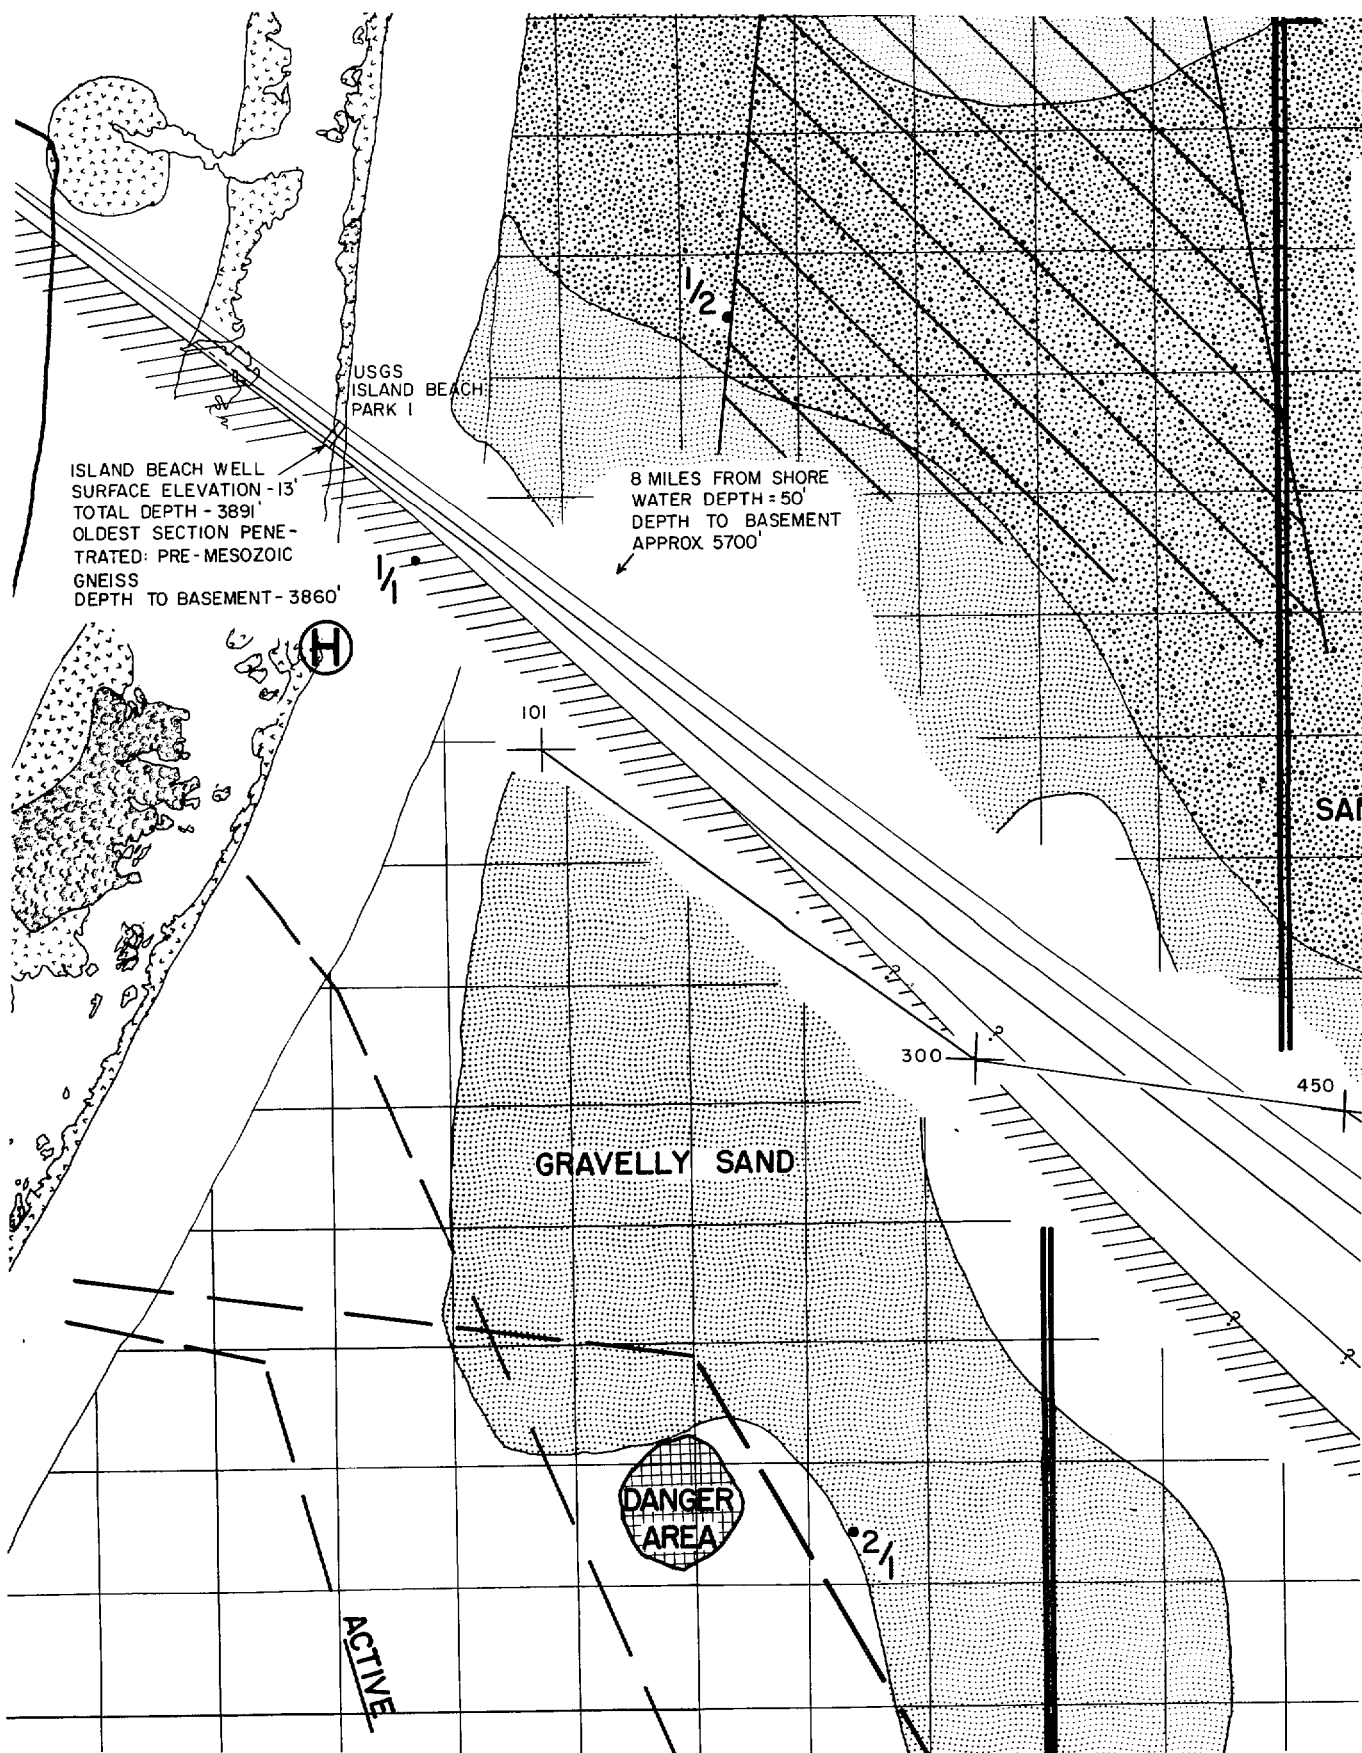 1/2
USGS
ISLAND BEACH
PARK 1
ISLAND BEACH WELL
SURFACE ELEVATION - 13'
TOTAL DEPTH - 3891'
OLDEST SECTION PENE-
TRATED: PRE-MESOZOIC
GNEISS
DEPTH TO BASEMENT - 3860'
8 MILES FROM SHORE
WATER DEPTH = 50'
DEPTH TO BASEMENT
APPROX 5700'
1/1
H
101
SAN
?
?
300
450
GRAVELLY SAND
?
?
DANGER
AREA
2/1
ACTIVE